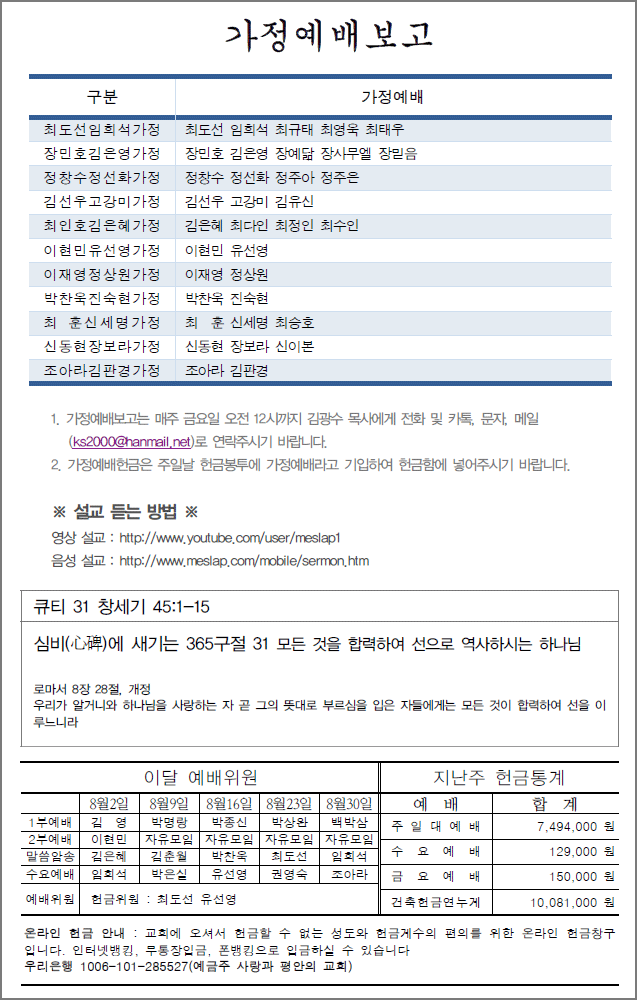 가정예배보고
구분 가정예배
최도선임희석가정 최도선 임희석 최규태 최영욱 최태우
장민호김은영가정 장민호 김은영 장예닮 장사무엘 장믿음
정창수정선화가정 정창수 정선화 정주아 정주은
김선우고강미가정 김선우 고강미 김유신
최인호김은혜가정 김은혜 최다인 최정인 최수인
이현민유선영가정 이현민 유선영
이재영정상원가정 이재영 정상원
박찬욱진숙현가정 박찬욱 진숙현
최 훈신세명가정 최 훈 신세명 최승호
신동현장보라가정 신동현 장보라 신이본
조아라김판경가정 조아라 김판경
1. 가정예배보고는 매주 금요일 오전 12시까지 김광수 목사에게 전화 및 카톡, 문자, 메일
(ks2000@hanmail.net)로 연락주시기 바랍니다.
2. 가정예배헌금은 주일날 헌금봉투에 가정예배라고 기입하여 헌금함에 넣어주시기 바랍니다.
※ 설교 듣는 방법 ※
영상 설교 : http://www.youtube.com/user/meslap1
음성 설교 : http://www.meslap.com/mobile/sermon.htm
큐티 31 창세기 45:1-15
심비(心碑)에 새기는 365구절 31 모든 것을 합력하여 선으로 역사하시는 하나님
로마서 8장 28절, 개정
우리가 알거니와 하나님을 사랑하는 자 곧 그의 뜻대로 부르심을 입은 자들에게는 모든 것이 합력하여 선을 이
루느니라
이달 예배위원
8월2일 8월9일 8월16일 8월23일 8월30일
1부예배 김 영 박명랑 박종신 박상완 백박삼
2부예배 이현민 자유모임 자유모임 자유모임 자유모임
말씀암송 김은혜 김춘월 박찬욱 최도선 임희석
수요예배 임희석 박은실 유선영 권영숙 조아라
예배위원 헌금위원 : 최도선 유선영
지난주 헌금통계
예 배 합 계
주 일 대 예 배 7,494,000 원
수 요 예 배 129,000 원
금 요 예 배 150,000 원
건축헌금연누계 10,081,000 원
온라인 헌금 안내 : 교회에 오셔서 헌금할 수 없는 성도와 헌금계수의 편의를 위한 온라인 헌금창구
입니다. 인터넷뱅킹, 무통장입금, 폰뱅킹으로 입금하실 수 있습니다
우리은행 1006-101-285527(예금주 사랑과 평안의 교회)